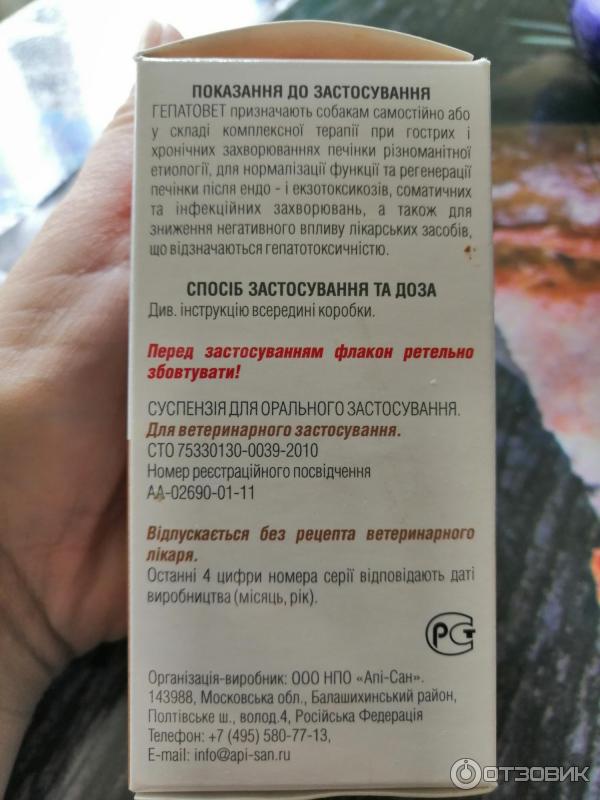 ПОКАЗАННЯ ДО ЗАСТОСУВАННЯ
ГЕПАТОВЕТ призначають собакам самостійно або
у складі комплексної терапії при гострих і
хронічних захворюваннях печінки різноманітної
етиології, для нормалізації функції та регенерації
печінки після ендо - і екзотоксикозів, соматичних
та інфекційних захворювань, а також для
зниження негативного впливу лікарських засобів,
що відзначаються гепатотоксичністю.
СПОСІБ ЗАСТОСУВАННЯ ТА ДОЗА
Див. інструкцію всередині коробки.
Перед застосуванням флакон ретельно
збовтувати!
СУСПЕНЗІЯ ДЛЯ ОРАЛЬНОГО ЗАСТОСУВАННЯ.
Для ветеринарного застосування.
СТО 75330130-0039-2010
Номер реєстраційного посвідчення
АА-02690-01-11
Відпускається без рецепта ветеринарного
лікаря.
Останні 4 цифри номера серії відповідають даті
виробництва (місяць, рік).
РСТ
Організація-виробник: ООО НПО «Апі-Сан».
143988, Московська обл., Балашихинський район,
Полтівське ш., волод.4, Російська Федерація
Телефон: +7 (495) 580-77-13,
E-mail: info@api-san.ru
ОТЗОВИК